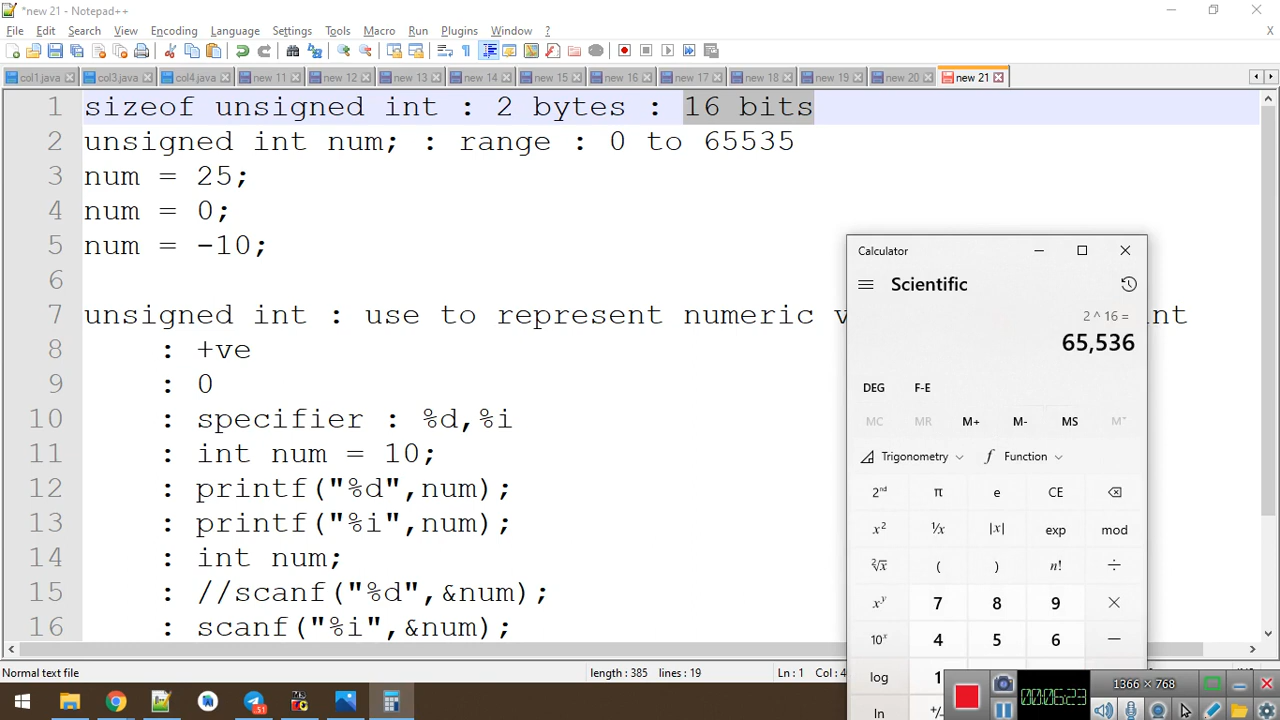 *new 21 - Notepad++
File Edit Search View Encoding Language Settings Tools Macro Run Plugins Window ?
X
col1.java col3.java col4.java new 11 new 12 new 13 new 14 new 15 new 16 new 17 new 18 new 19 new 20 new 21
1 sizeof unsigned int : 2 bytes : 16 bits
2 unsigned int num; : range : 0 to 65535
3 num = 25;
4 num = 0;
5 num = -10;
6
7 unsigned int : use to represent numeric v nt
8 : +ve
9 : 0
10 : specifier : %d,%i
11 : int num = 10;
12 : printf("%d",num);
13 : printf("%i",num);
14 : int num;
15 : //scanf("%d",&num);
16 : scanf("%i",&num);
Calculator
Scientific
2 ^ 16 =
65,536
DEG F-E
MC MR M+ M- MS M˅
Trigonometry f Function
2nd π e CE
x² ¹/x |x| exp mod
²√x ( ) n! ÷
xʸ 7 8 9 ×
10ˣ 4 5 6 −
log 1
ln +/
Normal text file length : 385 lines : 19 Ln : 1 Col : 4
51
00:06:23
1366 × 768